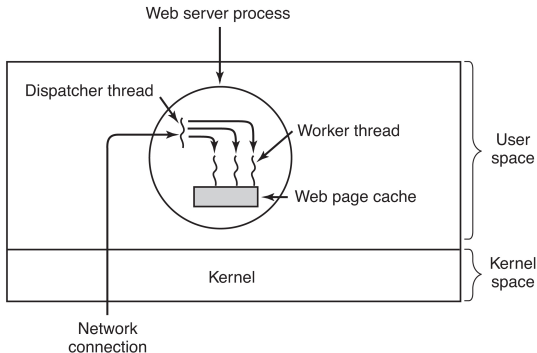 Web server process
Dispatcher thread
Worker thread
User
space
Web page cache
Kernel
Kernel
space
Network
connection